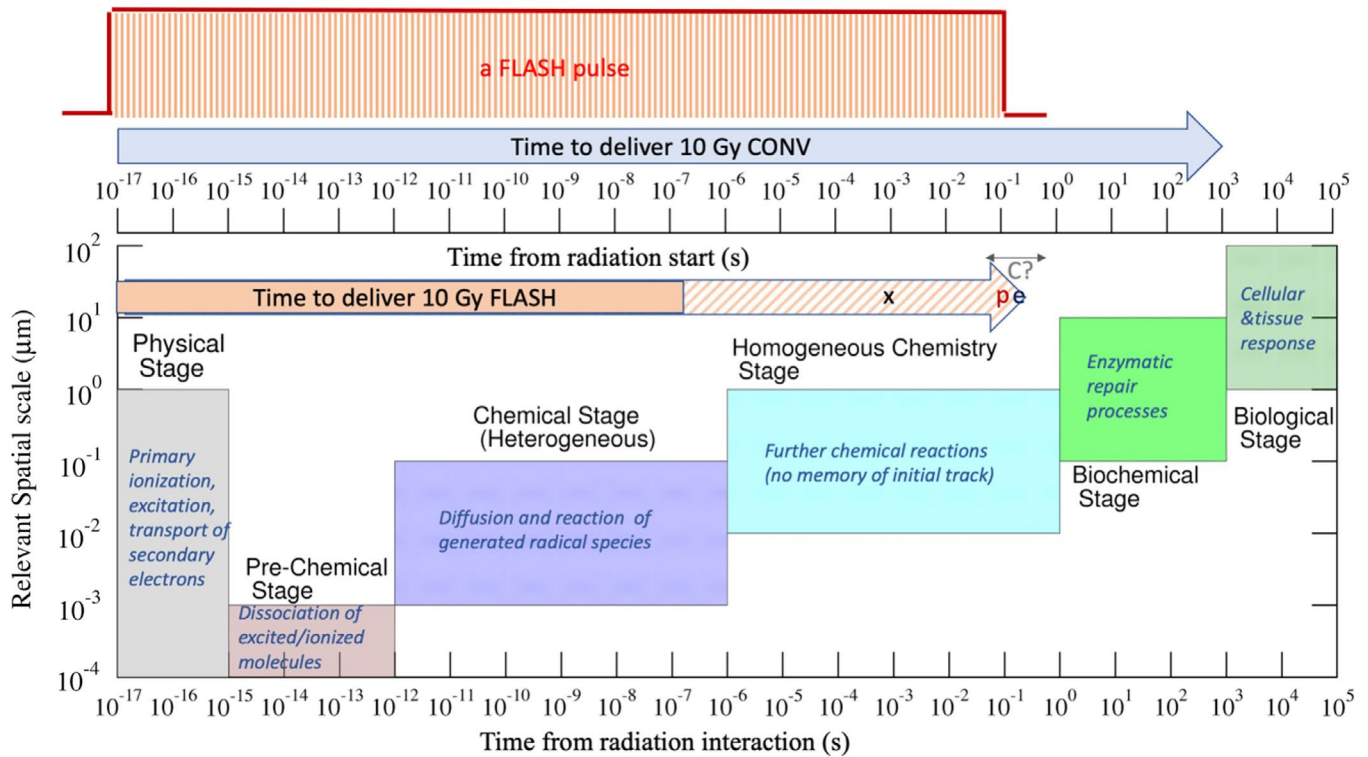 a FLASH pulse
Time to deliver 10 Gy CONV
10-17 10-16 10-15 10-14 10-13 10-12 10-11 10-10 10-9 10-8 10-7 10-6 10-5 10-4 10-3 10-2 10-1 100 101 102 103 104 105
Time from radiation start (s)
C?
Time to deliver 10 Gy FLASH
x
p e
Relevant Spatial scale (μm)
102
101
100
10-1
10-2
10-3
10-4
Physical
Stage
Primary
ionization,
excitation,
transport of
secondary
electrons
Pre-Chemical
Stage
Dissociation of
excited/ionized
molecules
Chemical Stage
(Heterogeneous)
Diffusion and reaction of
generated radical species
Homogeneous Chemistry
Stage
Further chemical reactions
(no memory of initial track)
Enzymatic
repair
processes
Biochemical
Stage
Cellular
&tissue
response
Biological
Stage
10-17 10-16 10-15 10-14 10-13 10-12 10-11 10-10 10-9 10-8 10-7 10-6 10-5 10-4 10-3 10-2 10-1 100 101 102 103 104 105
Time from radiation interaction (s)